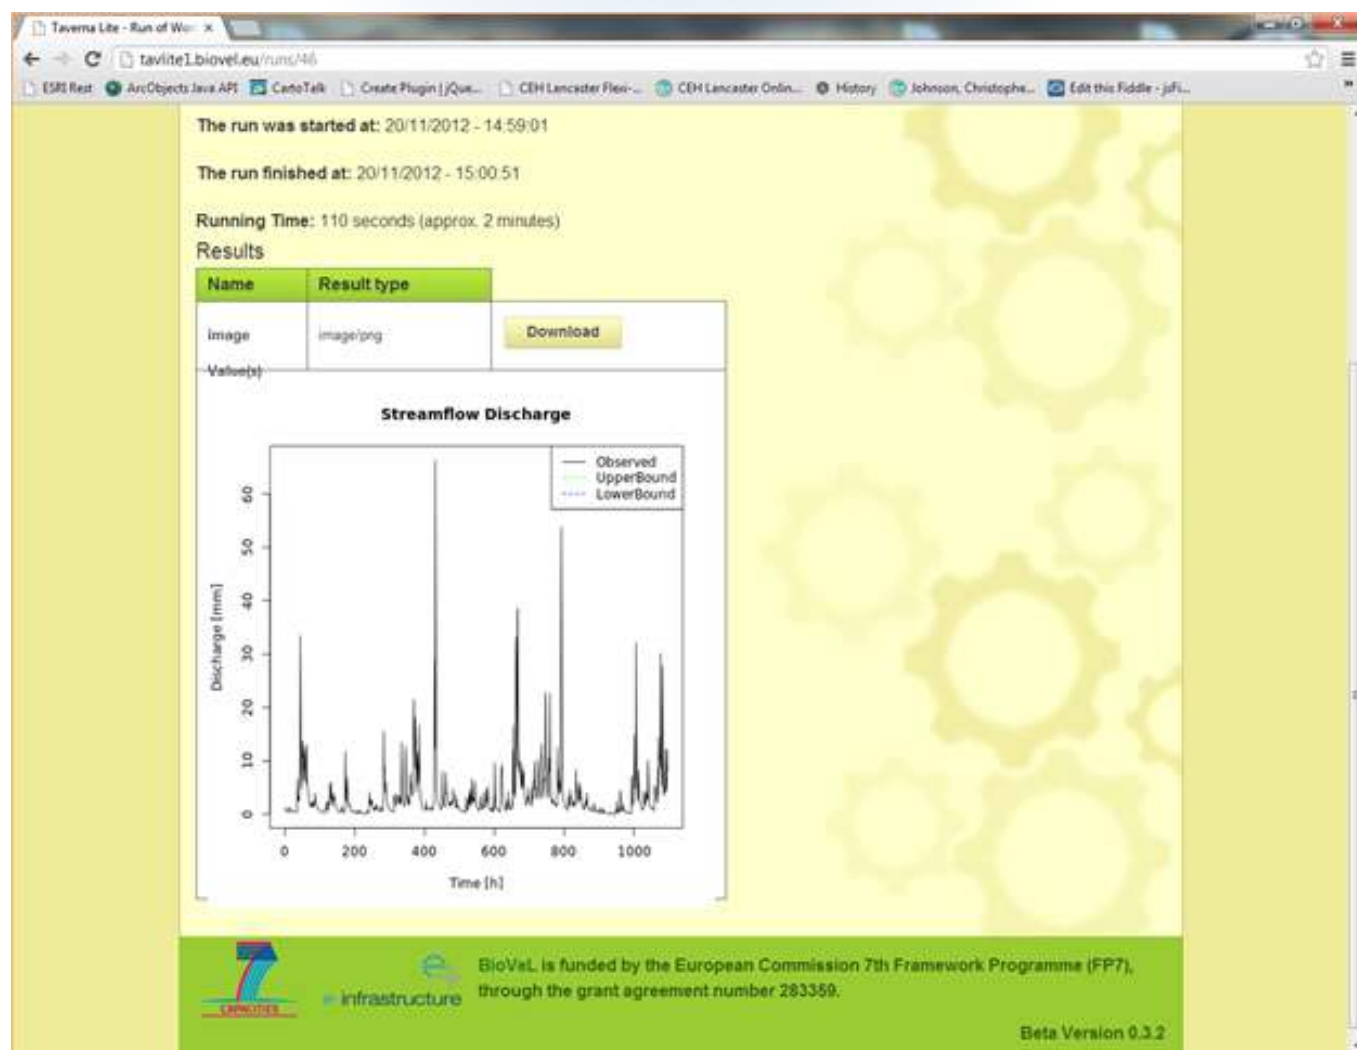 Taverna Lite - Run of Wor
tavlite1.biovel.eu/runs/46
ESRI Rest ArcObjects Java API CartoTalk Create Plugin | jQue... CEH Lancaster Flexi-... CEH Lancaster Onlin... History Johnson, Christophe... Edit this Fiddle - jsFi...
The run was started at: 20/11/2012 - 14:59:01
The run finished at: 20/11/2012 - 15:00:51
Running Time: 110 seconds (approx. 2 minutes)
Results
Name Result type
image image/png Download
Value(s)
Streamflow Discharge
Observed
UpperBound
LowerBound
Discharge [mm]
60
50
40
30
20
10
0
0 200 400 600 800 1000
Time [h]
7
CAPACITIES
e-infrastructure
BioVeL is funded by the European Commission 7th Framework Programme (FP7),
through the grant agreement number 283359.
Beta Version 0.3.2